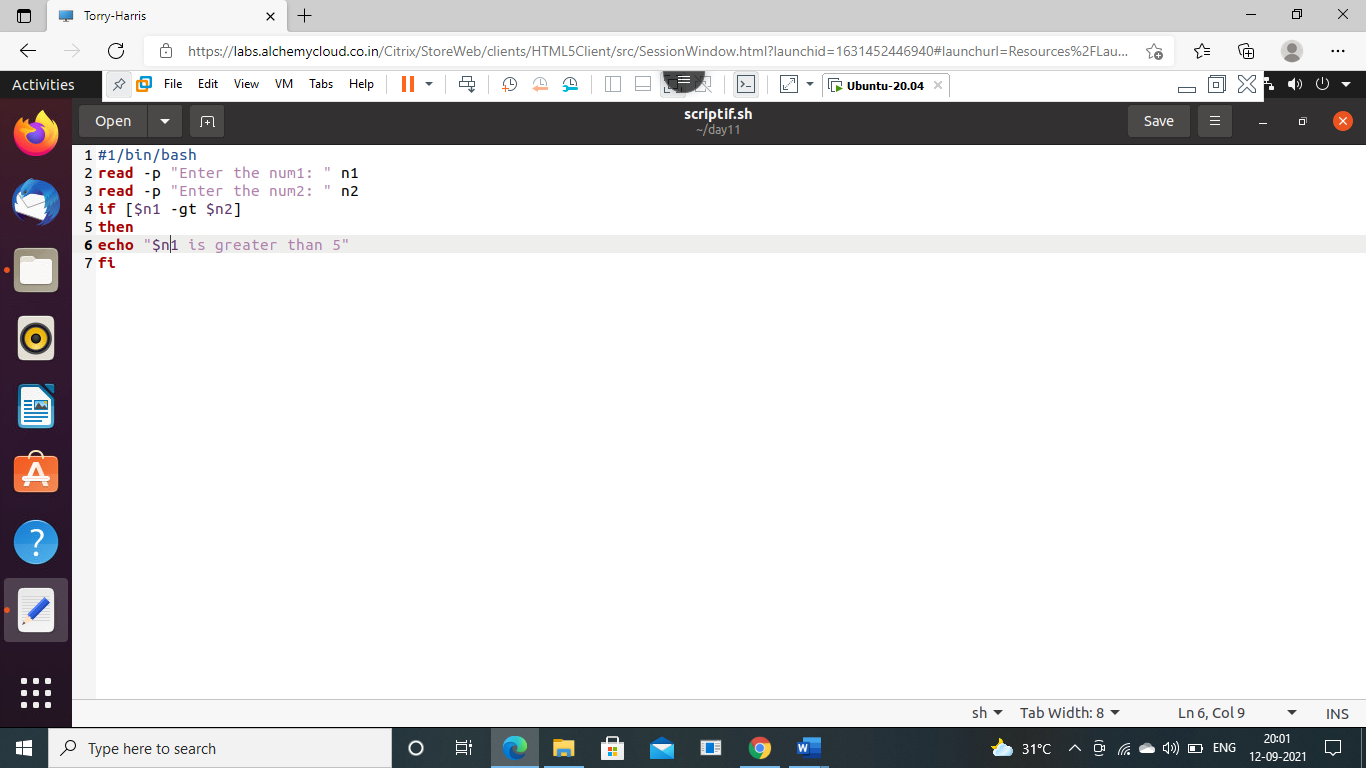 Torry-Harris
https://labs.alchemycloud.co.in/Citrix/StoreWeb/clients/HTML5Client/src/SessionWindow.html?launchid=1631452446940#launchurl=Resources%2FLau...
Activities
File Edit View VM Tabs Help
Ubuntu-20.04
Open
scriptif.sh
~/day11
Save
1 #1/bin/bash
2 read -p "Enter the num1: " n1
3 read -p "Enter the num2: " n2
4 if [$n1 -gt $n2]
5 then
6 echo "$n1 is greater than 5"
7 fi
sh Tab Width: 8 Ln 6, Col 9 INS
Type here to search
31°C ENG
20:01
12-09-2021